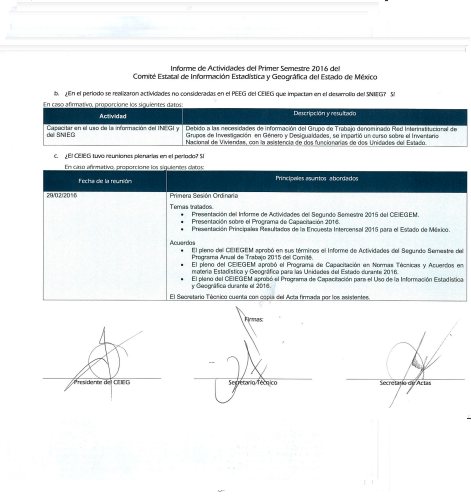 Informe de Actividades del Primer Semestre 2016 del
Comité Estatal de Información Estadística y Geográfica del Estado de México
b. ¿En el periodo se realizaron actividades no consideradas en el PEEG del CEIEG que impactan en el desarrollo del SNIEG? SI
En caso afirmativo, proporcione los siguientes datos:
Actividad
Descripción y resultado
Capacitar en el uso de la información del INEGI y
del SNIEG
Debido a las necesidades de información del Grupo de Trabajo denominado Red Interinstitucional de
Grupos de Investigación en Género y Desigualdades, se impartió un curso sobre el Inventario
Nacional de Viviendas, con la asistencia de dos funcionarias de dos Unidades del Estado.
c. ¿El CEIEG tuvo reuniones plenarias en el periodo? SI
En caso afirmativo, proporcione los siguientes datos:
Fecha de la reunión
Principales asuntos abordados
29/02/2016
Primera Sesión Ordinaria
Temas tratados.
• Presentación del Informe de Actividades del Segundo Semestre 2015 del CEIEGEM.
• Presentación sobre el Programa de Capacitación 2016.
• Presentación Principales Resultados de la Encuesta Intercensal 2015 para el Estado de México.
Acuerdos
• El pleno del CEIEGEM aprobó en sus términos el Informe de Actividades del Segundo Semestre del
Programa Anual de Trabajo 2015 del Comité.
• El pleno del CEIEGEM aprobó el Programa de Capacitación en Normas Técnicas y Acuerdos en
materia Estadística y Geográfica para las Unidades del Estado durante 2016.
• El pleno del CEIEGEM aprobó el Programa de Capacitación para el Uso de la Información Estadística
y Geográfica durante el 2016.
El Secretario Técnico cuenta con copia del Acta firmada por los asistentes.
Firmas:
Presidente del CEIEG
Secretario Técnico
Secretario de Actas